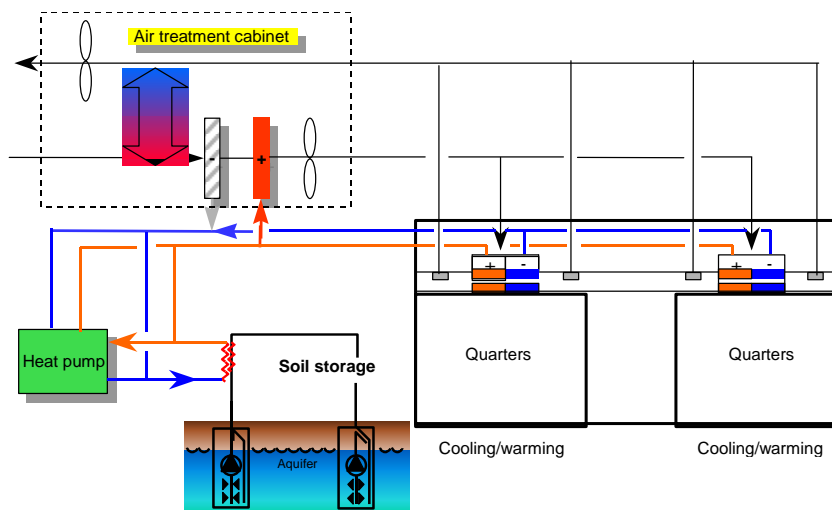 Air treatment cabinet
-
+
+
-
+
-
Heat pump
Soil storage
Quarters
Quarters
Aquifer
Cooling/warming
Cooling/warming